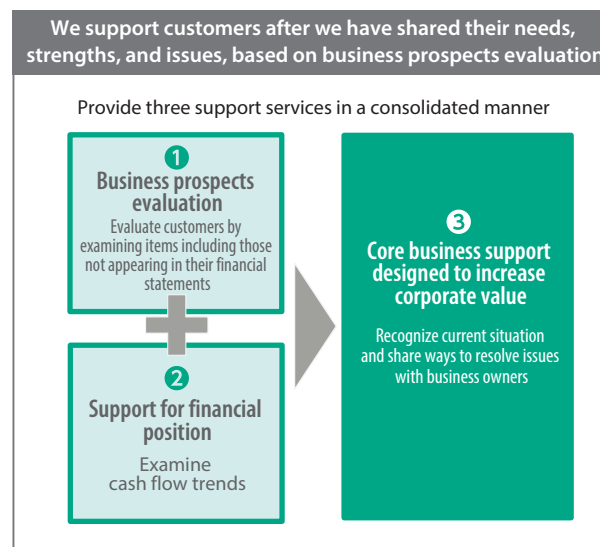 We support customers after we have shared their needs,
strengths, and issues, based on business prospects evaluation
Provide three support services in a consolidated manner
1
Business prospects
evaluation
Evaluate customers by
examining items including those
not appearing in their financial
statements
2
Support for financial
position
Examine
cash flow trends
3
Core business support
designed to increase
corporate value
Recognize current situation
and share ways to resolve issues
with business owners